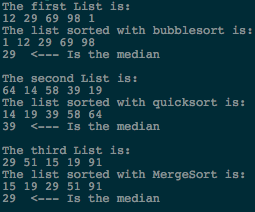 The first List is:
12 29 69 98 1
The list sorted with bubblesort is:
1 12 29 69 98
29  <--- Is the median

The second List is:
64 14 58 39 19
The list sorted with quicksort is:
14 19 39 58 64
39  <--- Is the median

The third List is:
29 51 15 19 91
The list sorted with MergeSort is:
15 19 29 51 91
29  <--- Is the median